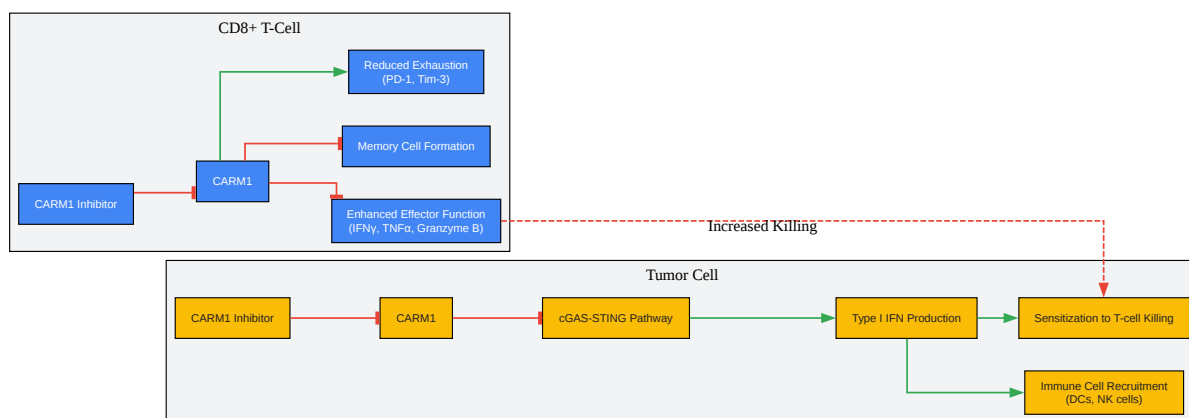 CD8+ T-Cell
Reduced Exhaustion
(PD-1, Tim-3)
Memory Cell Formation
CARM1
CARM1 Inhibitor
Enhanced Effector Function
(IFNγ, TNFα, Granzyme B)
Increased Killing
Tumor Cell
CARM1 Inhibitor
CARM1
cGAS-STING Pathway
Type I IFN Production
Sensitization to T-cell Killing
Immune Cell Recruitment
(DCs, NK cells)